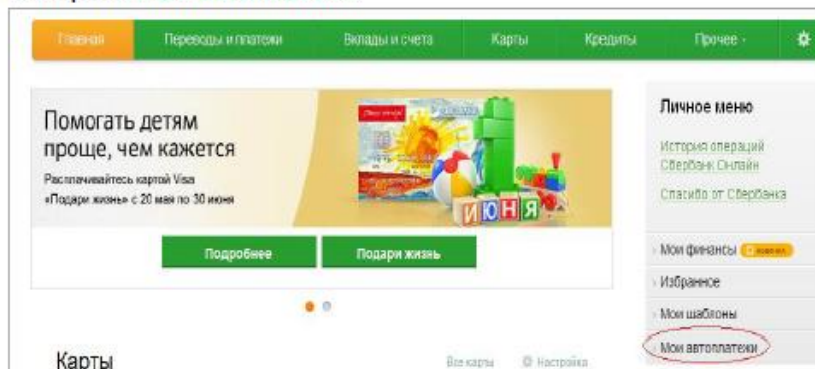 Главная Переводы и платежи Вклады и счета Карты Кредиты Прочее
Помогать детям
проще, чем кажется
Расплачивайтесь картой Visa
«Подари жизнь» с 20 мая по 30 июня
ИЮНЯ
Подробнее Подари жизнь
Карты
Все карты Настройка
Личное меню
История операций
Сбербанк Онлайн
Спасибо от Сбербанка
Мои финансы
Избранное
Мои шаблоны
Мои автоплатежи